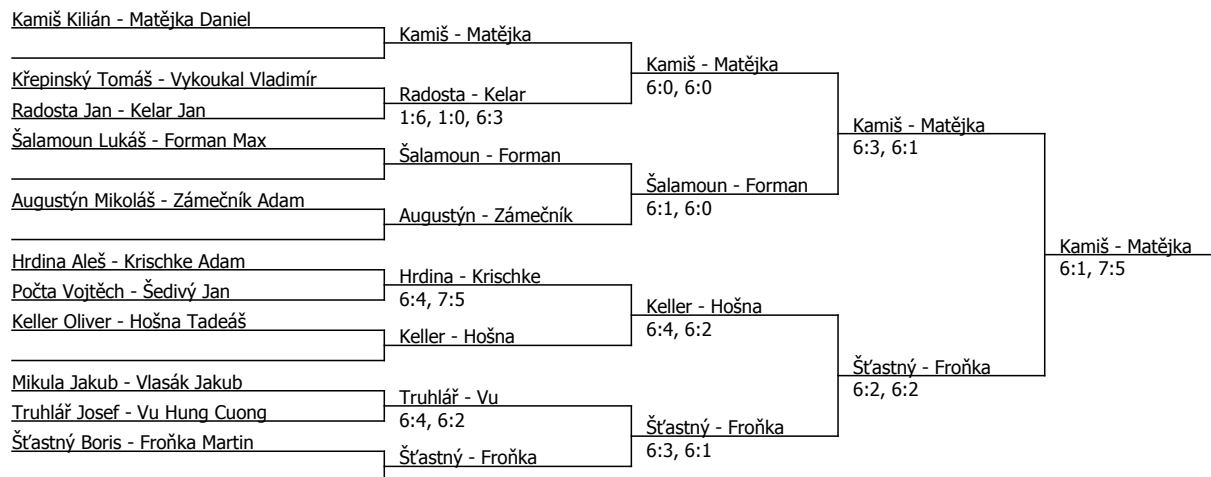 Kamiš Kilián - Matějka Daniel
Kamiš - Matějka
Kamiš - Matějka
6:0, 6:0
Křepinský Tomáš - Vykoukal Vladimír
Radosta - Kelar
1:6, 1:0, 6:3
Radosta Jan - Kelar Jan
Kamiš - Matějka
6:3, 6:1
Šalamoun Lukáš - Forman Max
Šalamoun - Forman
Šalamoun - Forman
6:1, 6:0
Augustýn Mikoláš - Zámečník Adam
Augustýn - Zámečník
Kamiš - Matějka
6:1, 7:5
Hrdina Aleš - Krischke Adam
Hrdina - Krischke
6:4, 7:5
Počta Vojtěch - Šedivý Jan
Keller - Hošna
6:4, 6:2
Keller Oliver - Hošna Tadeáš
Keller - Hošna
Šťastný - Froňka
6:2, 6:2
Mikula Jakub - Vlasák Jakub
Truhlář - Vu
6:4, 6:2
Truhlář Josef - Vu Hung Cuong
Šťastný - Froňka
6:3, 6:1
Šťastný Boris - Froňka Martin
Šťastný - Froňka